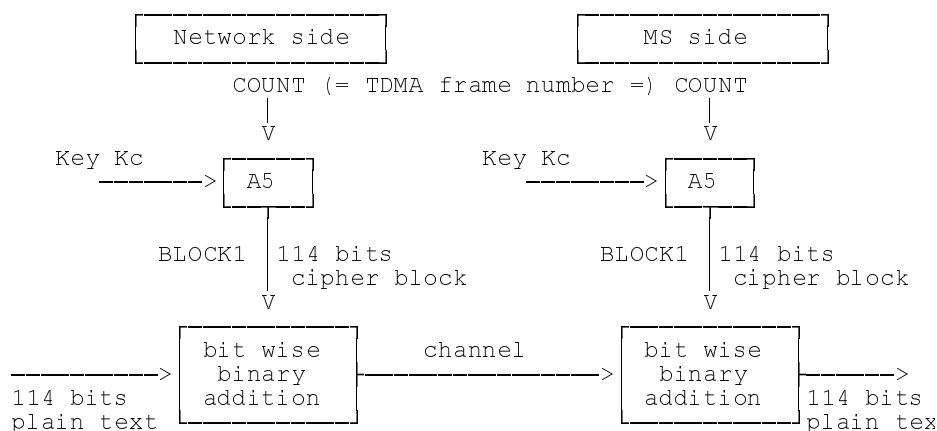 Network side MS side
COUNT (= TDMA frame number =) COUNT
V V
Key Kc Key Kc
A5 A5
BLOCK1 114 bits BLOCK1 114 bits
cipher block cipher block
V V
bit wise channel bit wise
binary binary
114 bits addition addition 114 bits
plain text plain tex